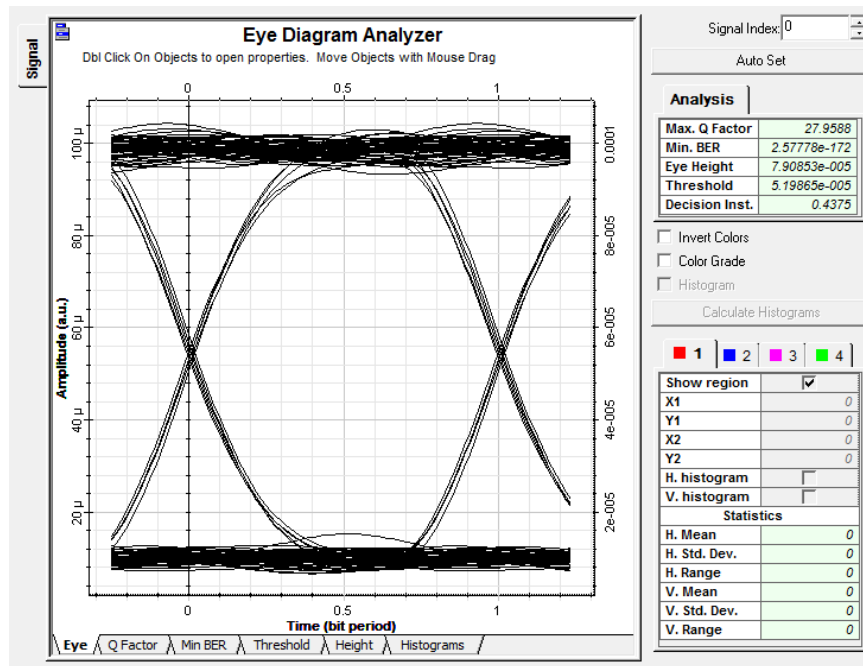 Signal
Eye Diagram Analyzer
Dbl Click On Objects to open properties. Move Objects with Mouse Drag
0 0.5 1
Amplitude (a.u.)
100 µ
80 µ
60 µ
40 µ
20 µ
0.0001
8e-005
6e-005
4e-005
2e-005
0 0.5 1
Time (bit period)
Eye Q Factor Min BER Threshold Height Histograms
Signal Index: 0
Auto Set
Analysis
Max. Q Factor 27.9588
Min. BER 2.57778e-172
Eye Height 7.90853e-005
Threshold 5.19865e-005
Decision Inst. 0.4375
Invert Colors
Color Grade
Histogram
Calculate Histograms
1 2 3 4
Show region
X1 0
Y1 0
X2 0
Y2 0
H. histogram
V. histogram
Statistics
H. Mean 0
H. Std. Dev. 0
H. Range 0
V. Mean 0
V. Std. Dev. 0
V. Range 0